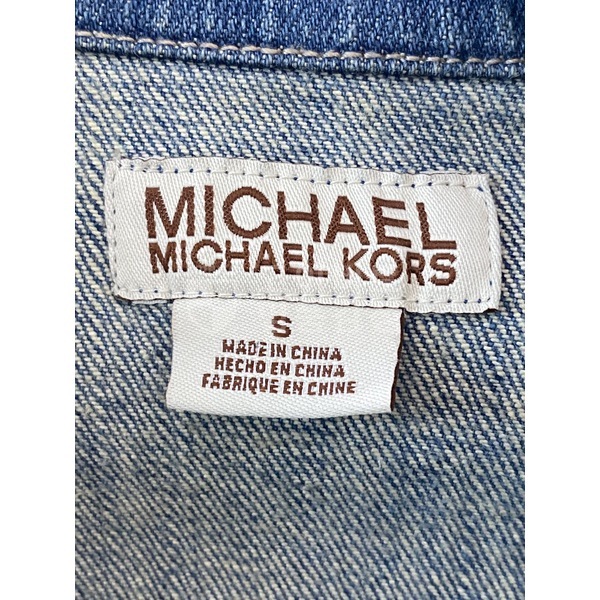 MICHAEL
MICHAEL KORS
S
MADE IN CHINA
HECHO EN CHINA
FABRIQUE EN CHINE